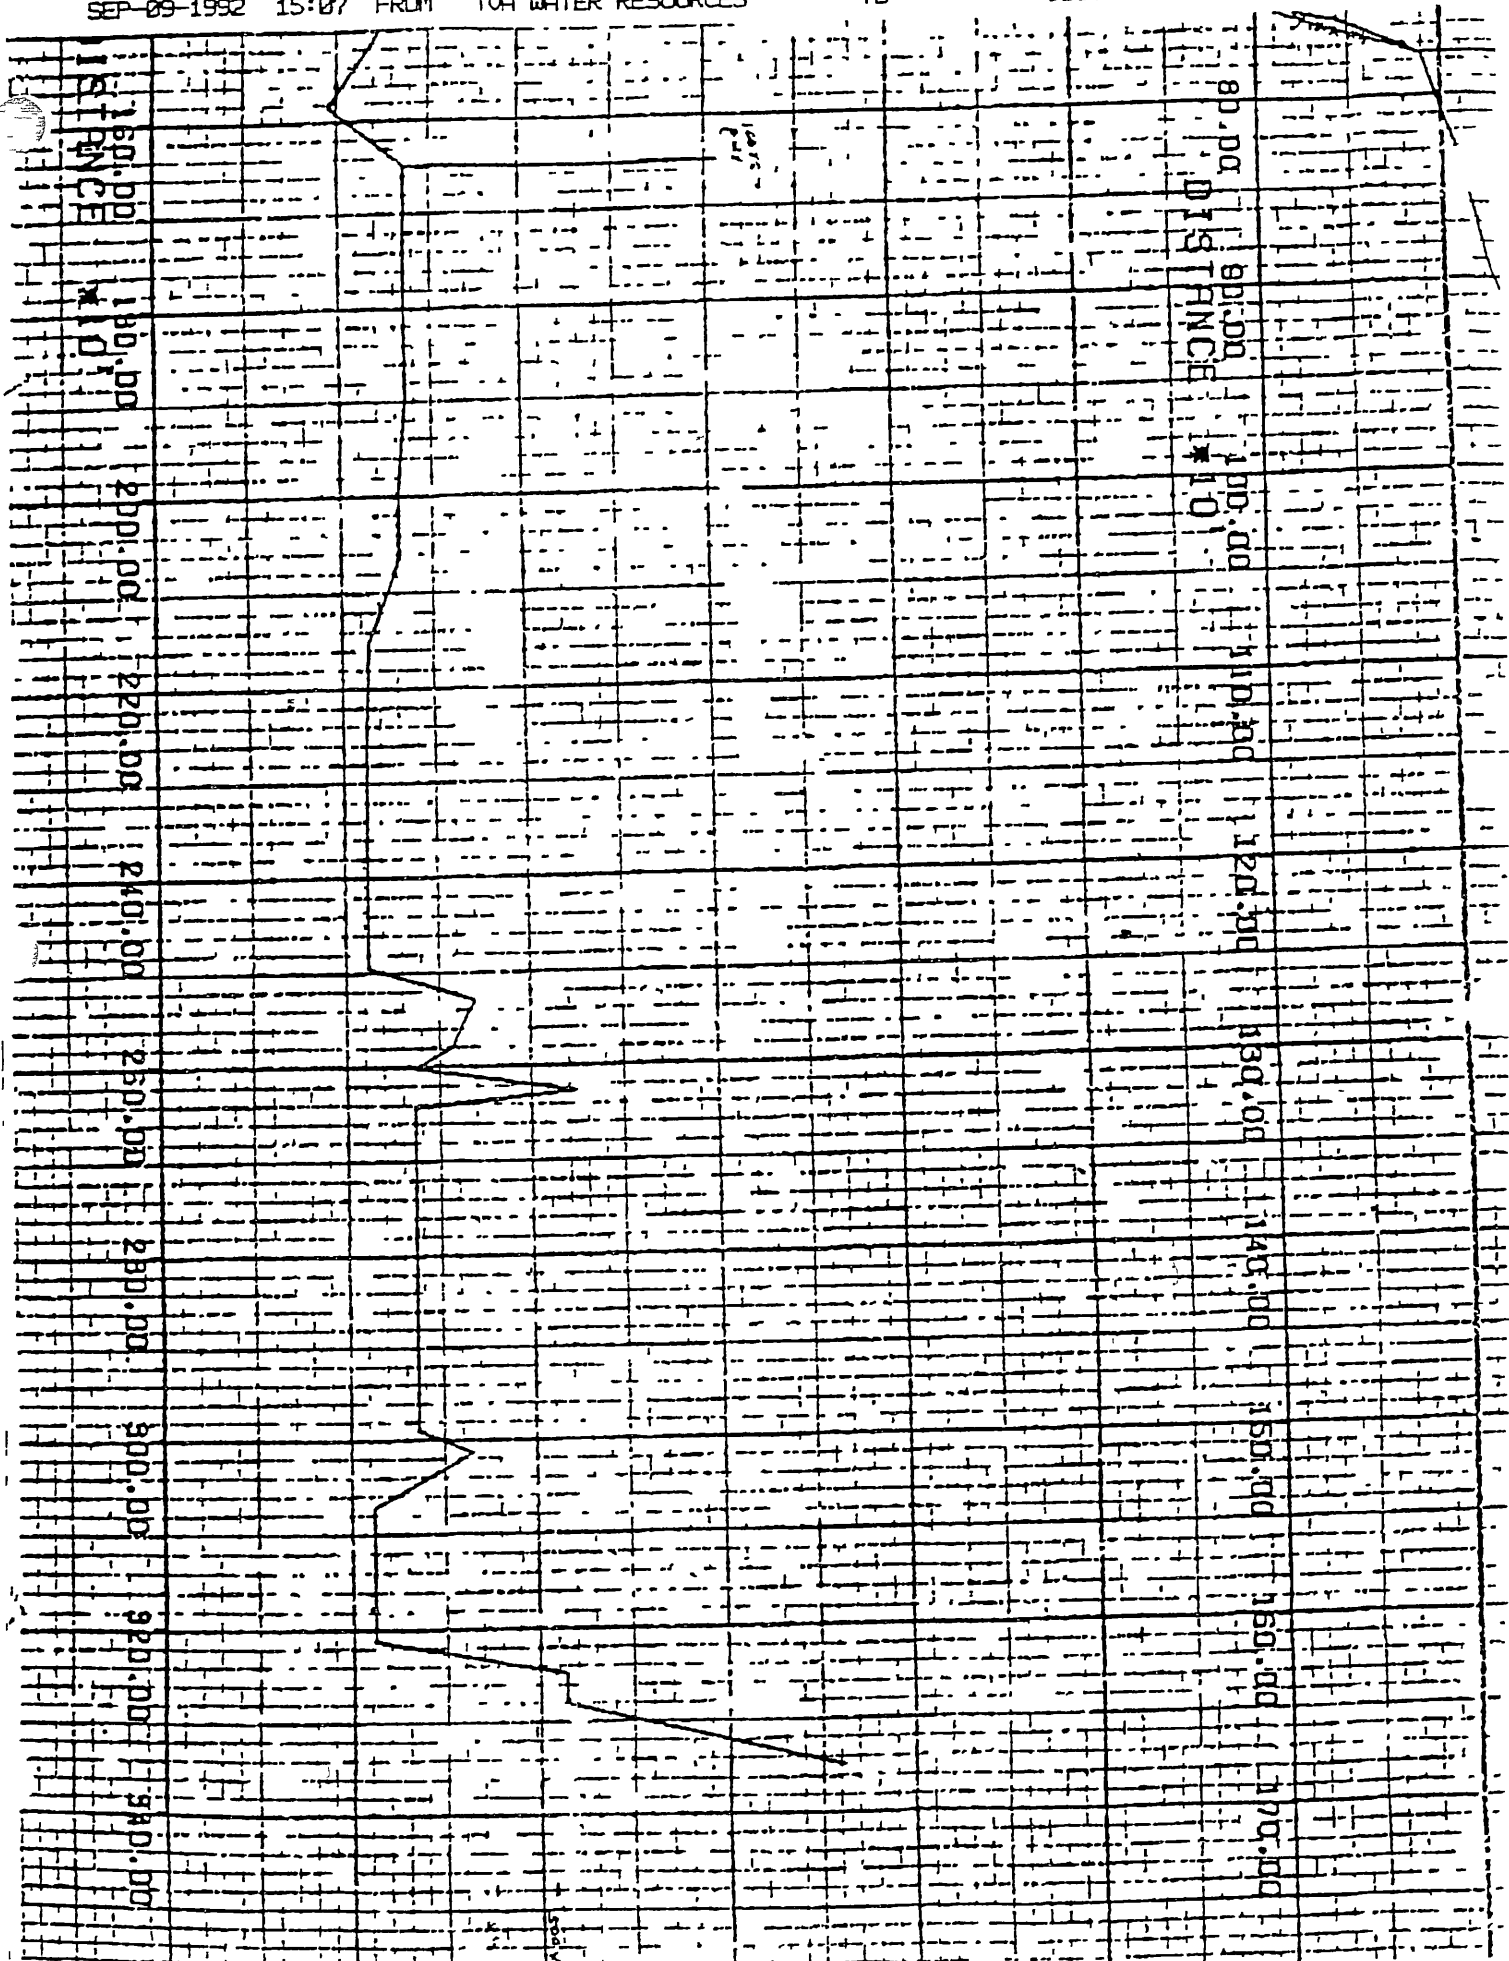 SEP-09-1992 15:07 FROM TVA WATER RESOURCES TO
80.00 90.00 100.00 110.00 120.00 130.00 140.00 150.00 160.00 170.00
DISTANCE *10
160.00 180.00 200.00 220.00 240.00 260.00 280.00 300.00 320.00 340.00
ISTANCE *10